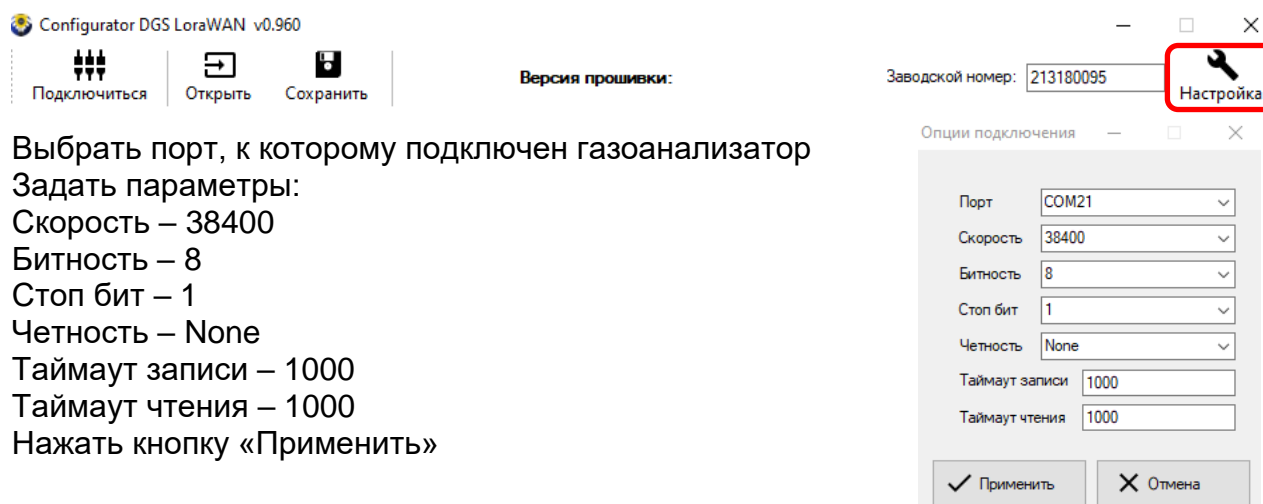 Configurator DGS LoraWAN v0.960
Подключиться Открыть Сохранить Версия прошивки: Заводской номер: 213180095 Настройка
Выбрать порт, к которому подключен газоанализатор
Задать параметры:
Скорость – 38400
Битность – 8
Стоп бит – 1
Четность – None
Таймаут записи – 1000
Таймаут чтения – 1000
Нажать кнопку «Применить»
Опции подключения
Порт COM21
Скорость 38400
Битность 8
Стоп бит 1
Четность None
Таймаут записи 1000
Таймаут чтения 1000
Применить Отмена